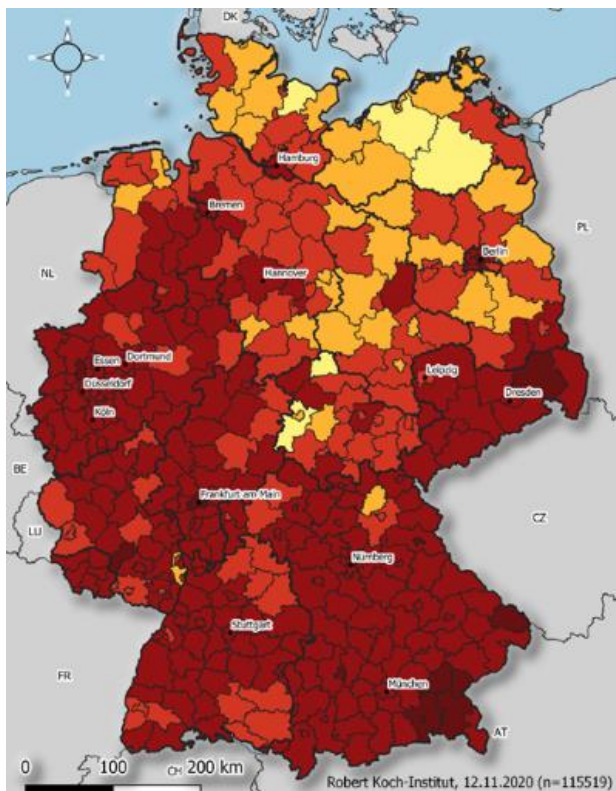 DK
Hamburg
Bremen
PL
Berlin
NL
Hannover
Essen
Dortmund
Düsseldorf
Leipzig
Dresden
Köln
BE
Frankfurt am Main
CZ
LU
Nürnberg
Stuttgart
FR
München
AT
0 100 200 km
CH
Robert Koch-Institut, 12.11.2020 (n=115519)